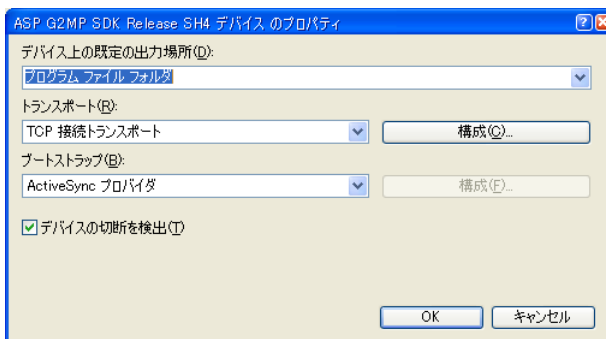 ASP G2MP SDK Release SH4 デバイス のプロパティ
デバイス上の既定の出力場所(D):
プログラム ファイル フォルダ
トランスポート(R):
TCP 接続トランスポート
構成(C)...
ブートストラップ(B):
ActiveSync プロバイダ
構成(F)...
デバイスの切断を検出(T)
OK
キャンセル